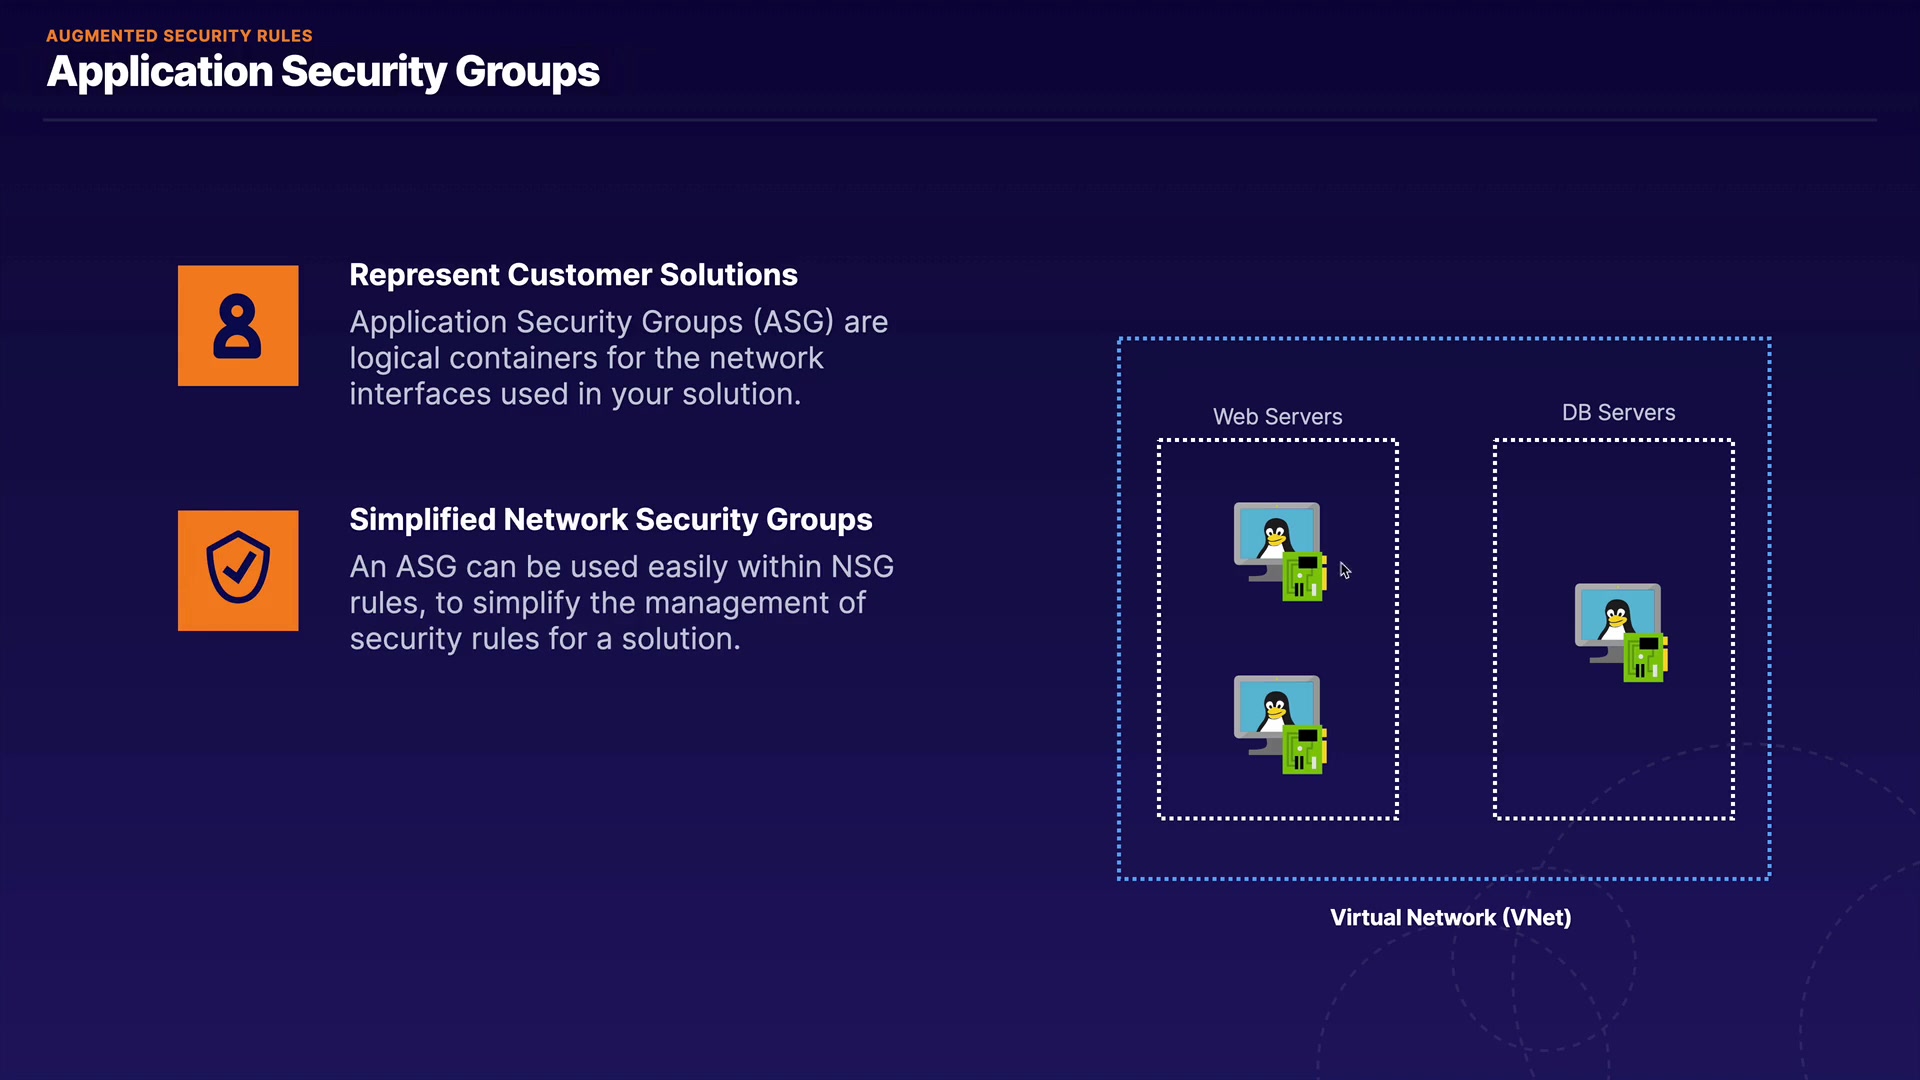 AUGMENTED SECURITY RULES
Application Security Groups
Represent Customer Solutions
Application Security Groups (ASG) are
logical containers for the network
interfaces used in your solution.
Simplified Network Security Groups
An ASG can be used easily within NSG
rules, to simplify the management of
security rules for a solution.
Web Servers
DB Servers
Virtual Network (VNet)